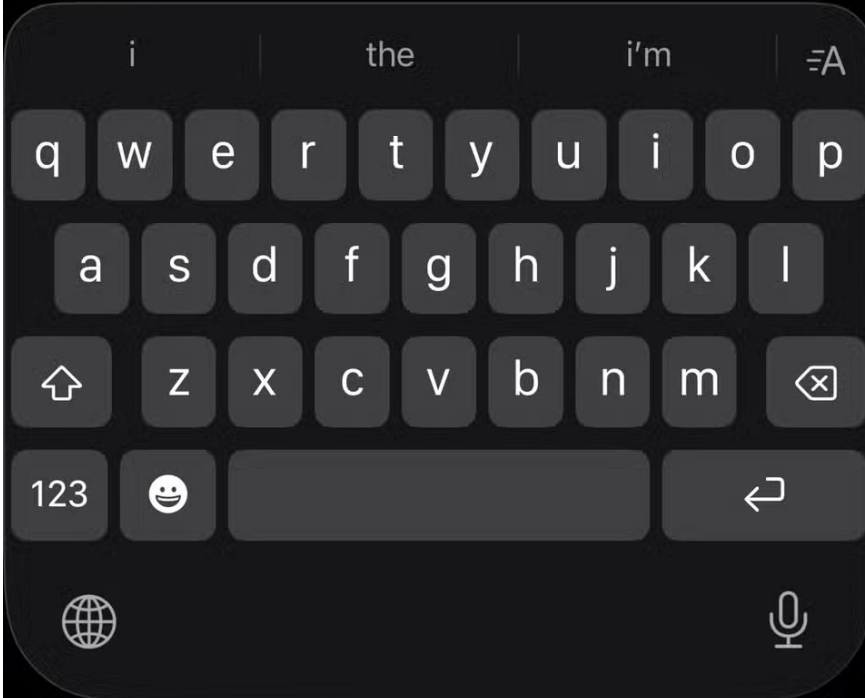 i the i'm A
q w e r t y u i o p
a s d f g h j k l
z x c v b n m
123